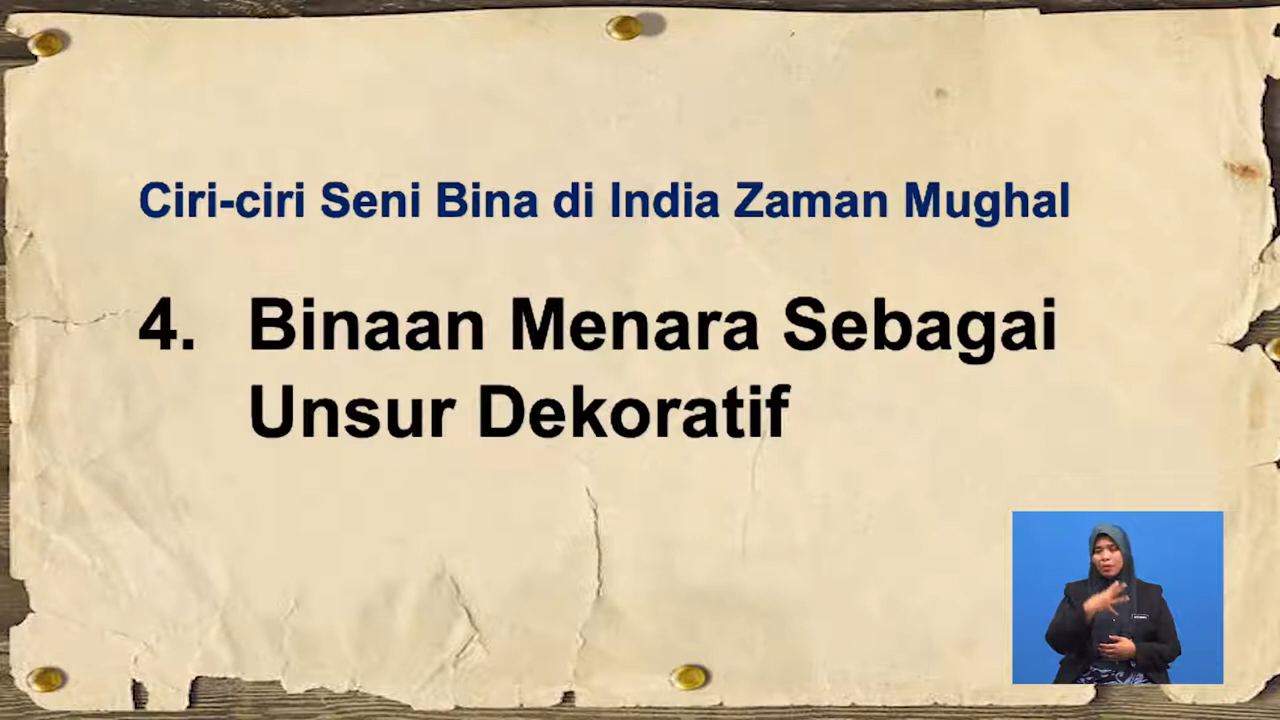 Ciri-ciri Seni Bina di India Zaman Mughal
4. Binaan Menara Sebagai
Unsur Dekoratif